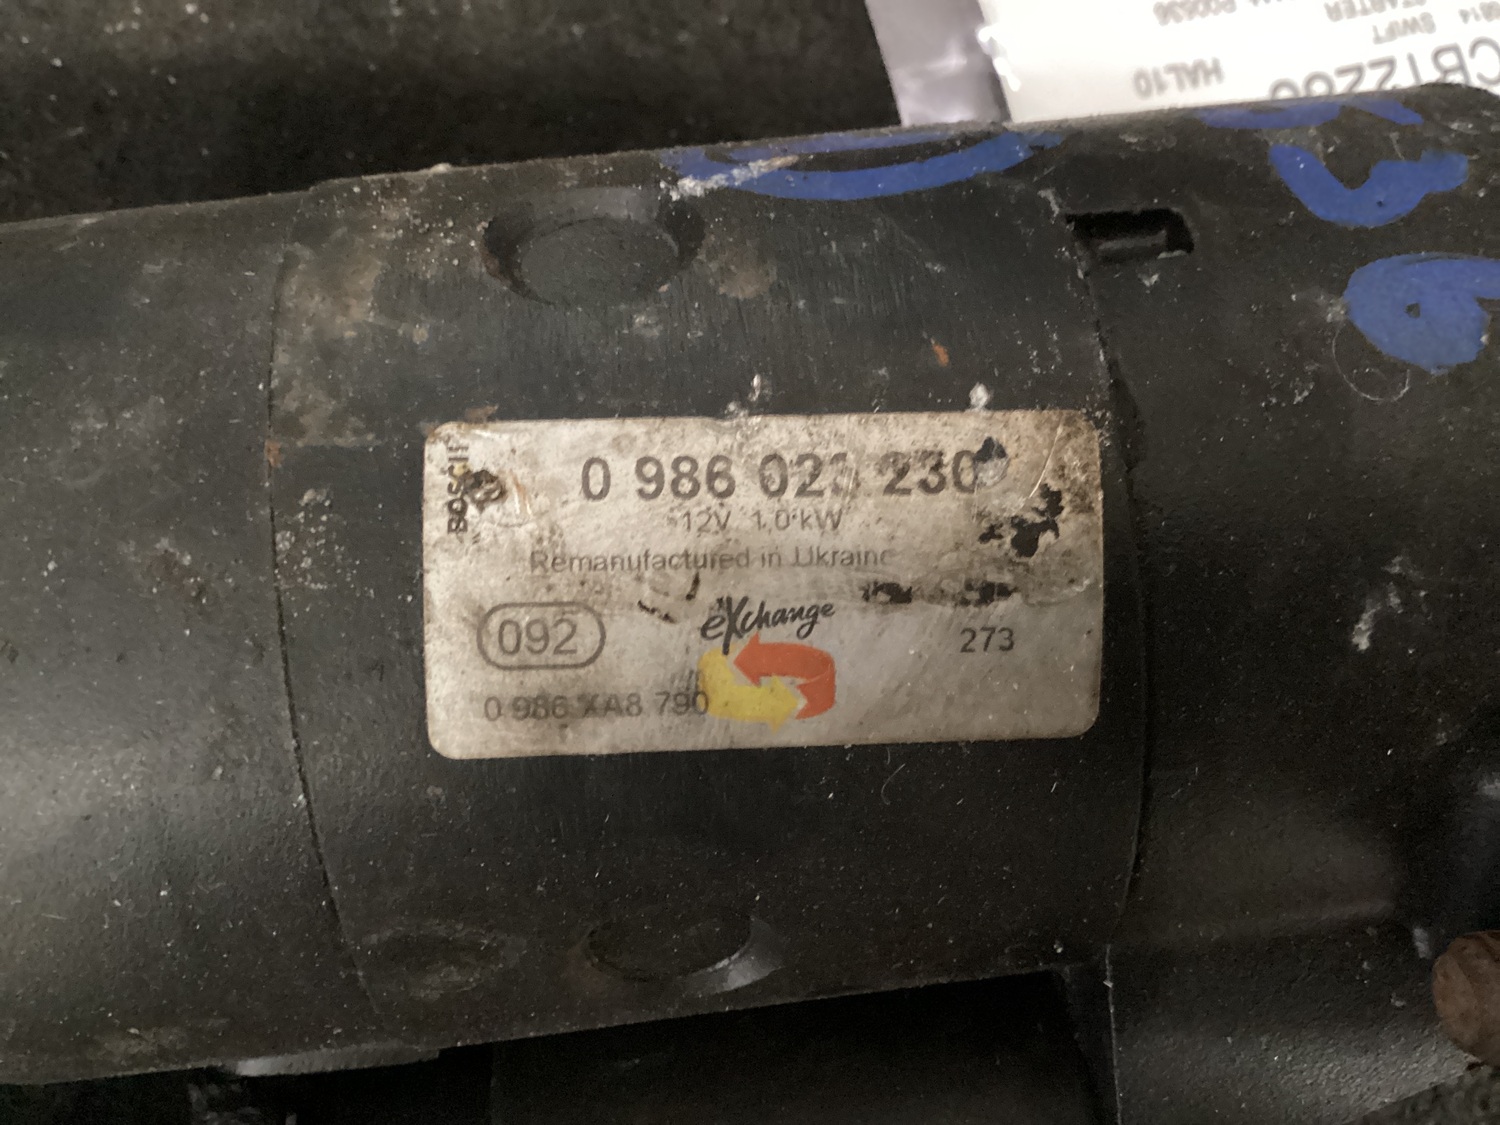 BOSCH
0 986 023 230
12V 1.0 kW
Remanufactured in Ukraine
092
eXchange
273
0 986 XA8 790
HAL10
SWIFT
STARTER